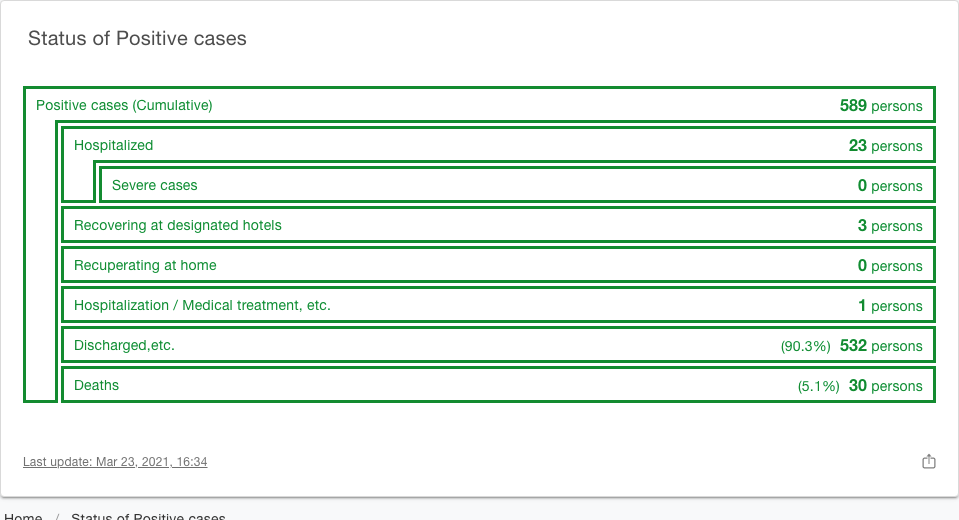 Status of Positive cases
Positive cases (Cumulative) 589 persons
Hospitalized 23 persons
Severe cases 0 persons
Recovering at designated hotels 3 persons
Recuperating at home 0 persons
Hospitalization / Medical treatment, etc. 1 persons
Discharged,etc. (90.3%) 532 persons
Deaths (5.1%) 30 persons
Last update: Mar 23, 2021, 16:34
Home / Status of Positive cases